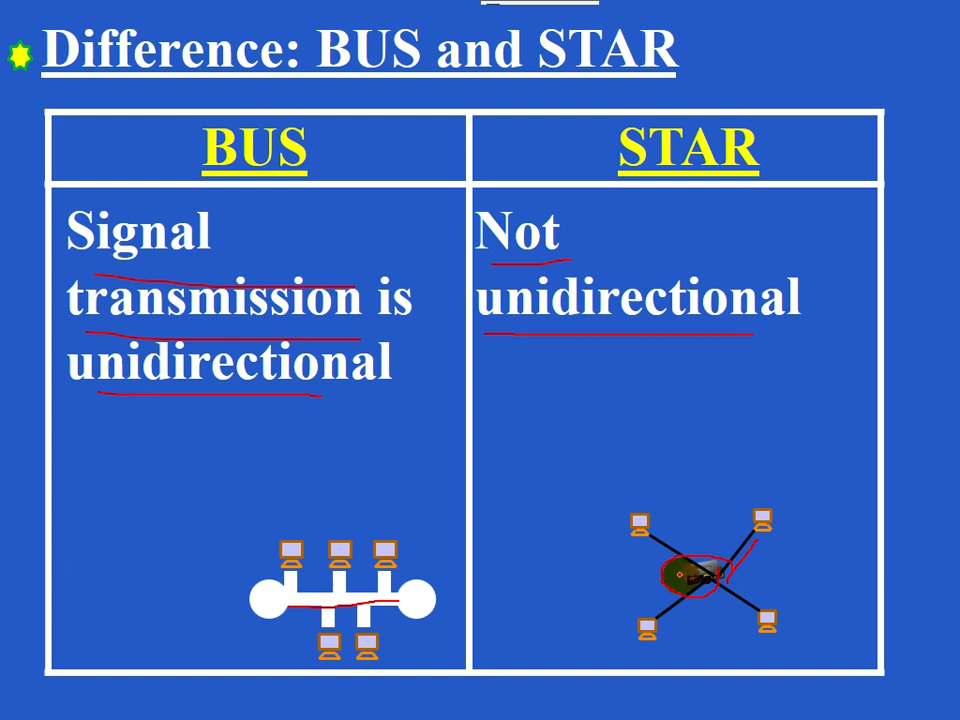 Difference: BUS and STAR
BUS
STAR
Signal
transmission is
unidirectional
Not
unidirectional